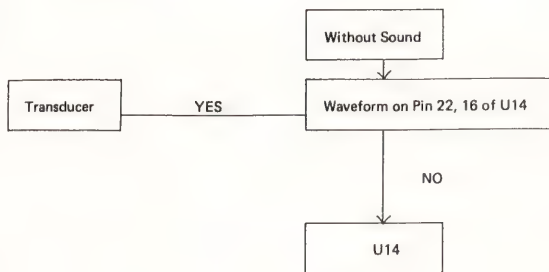 Without Sound
Transducer
YES
Waveform on Pin 22, 16 of U14
NO
U14